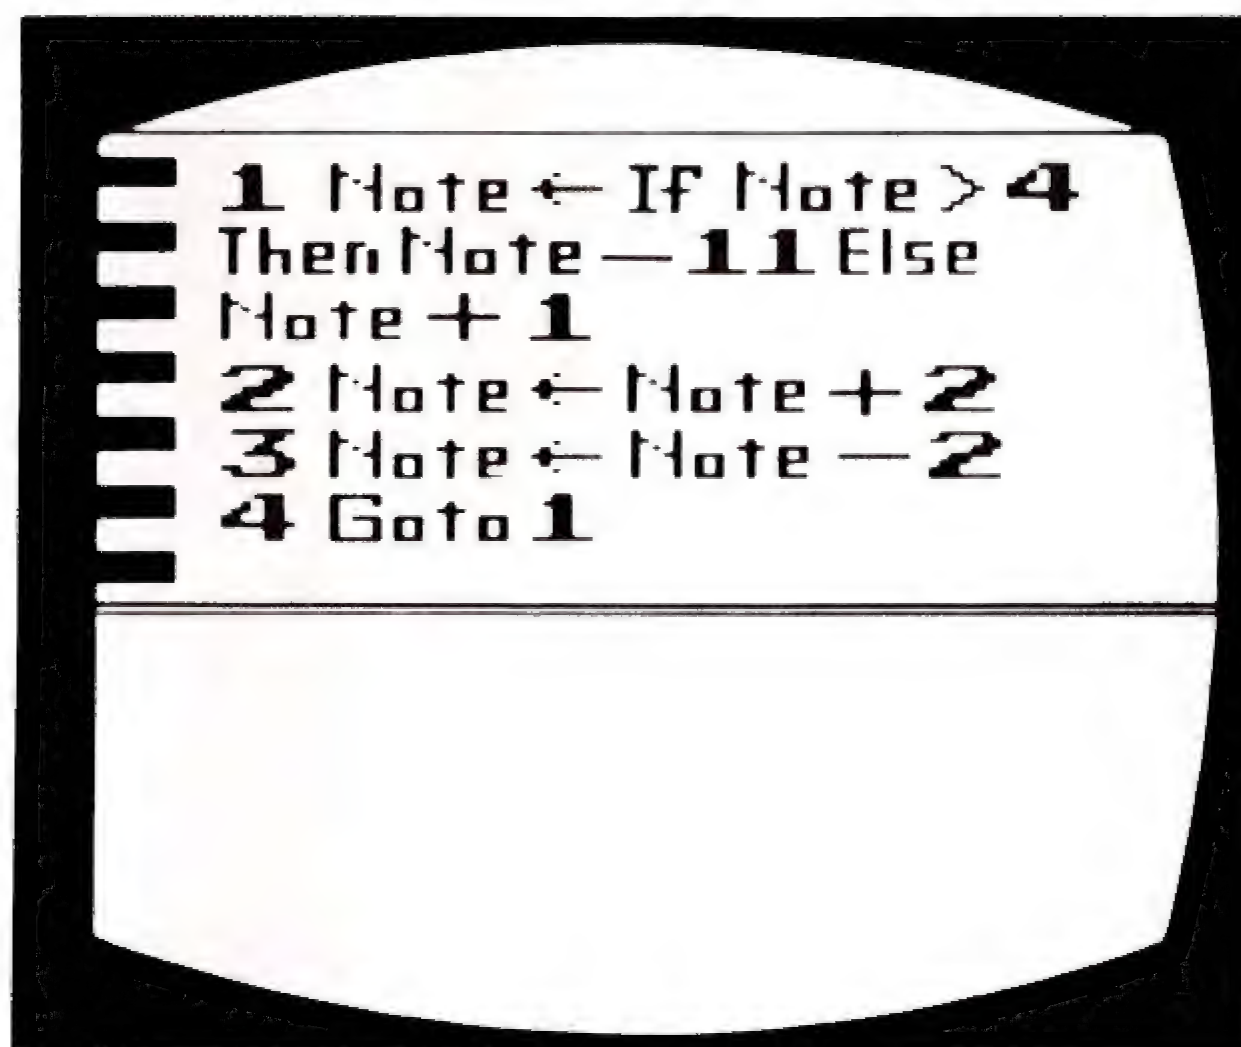 1 Note ← If Note > 4
Then Note — 11 Else
Note + 1
2 Note ← Note + 2
3 Note ← Note — 2
4 Goto 1